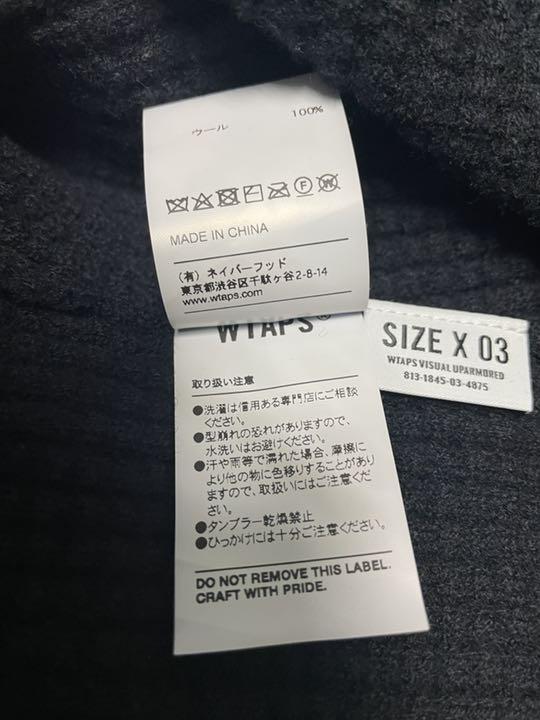 ウール 100%
MADE IN CHINA
(有) ネイバーフッド
東京都渋谷区千駄ヶ谷2-8-14
www.wtaps.com
WTAPS®
取り扱い注意
●洗濯は信用ある専門店にご相談
ください。
●型崩れの恐れがありますので、
水洗いはお避けください。
●汗や雨等で濡れた場合、摩擦に
より他の物に色移りすることがあり
ますので、取扱いにはご注意くだ
さい。
●タンブラー乾燥禁止
●ひっかけには十分ご注意ください。
DO NOT REMOVE THIS LABEL.
CRAFT WITH PRIDE.
SIZE X 03
WTAPS VISUAL UPARMORED
813-1845-03-4875